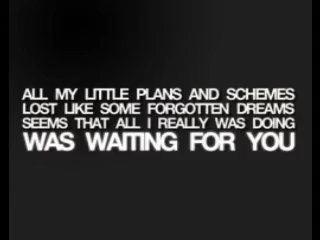 ALL MY LITTLE PLANS AND SCHEMES
LOST LIKE SOME FORGOTTEN DREAMS
SEEMS THAT ALL I REALLY WAS DOING
WAS WAITING FOR YOU